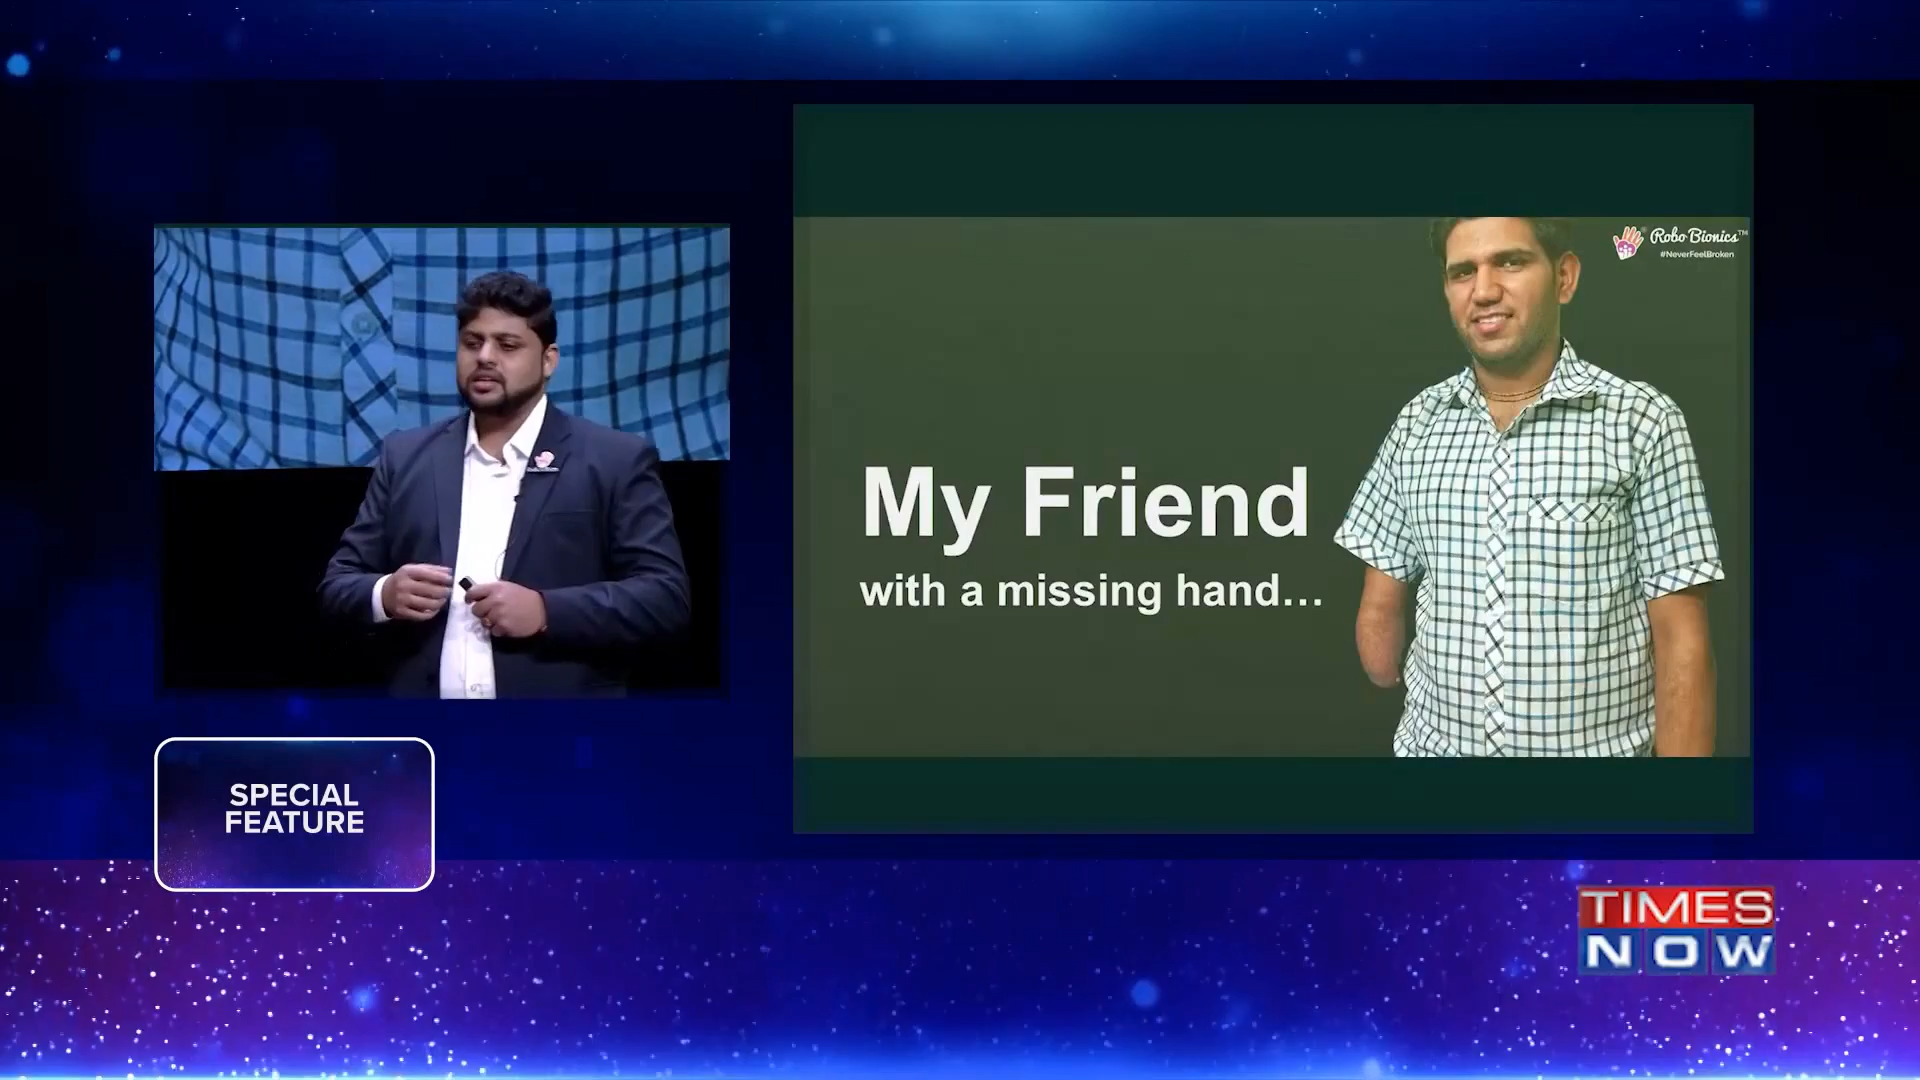 Robo Bionics™
#NeverFeelBroken
My Friend
with a missing hand...
SPECIAL
FEATURE
TIMES
NOW